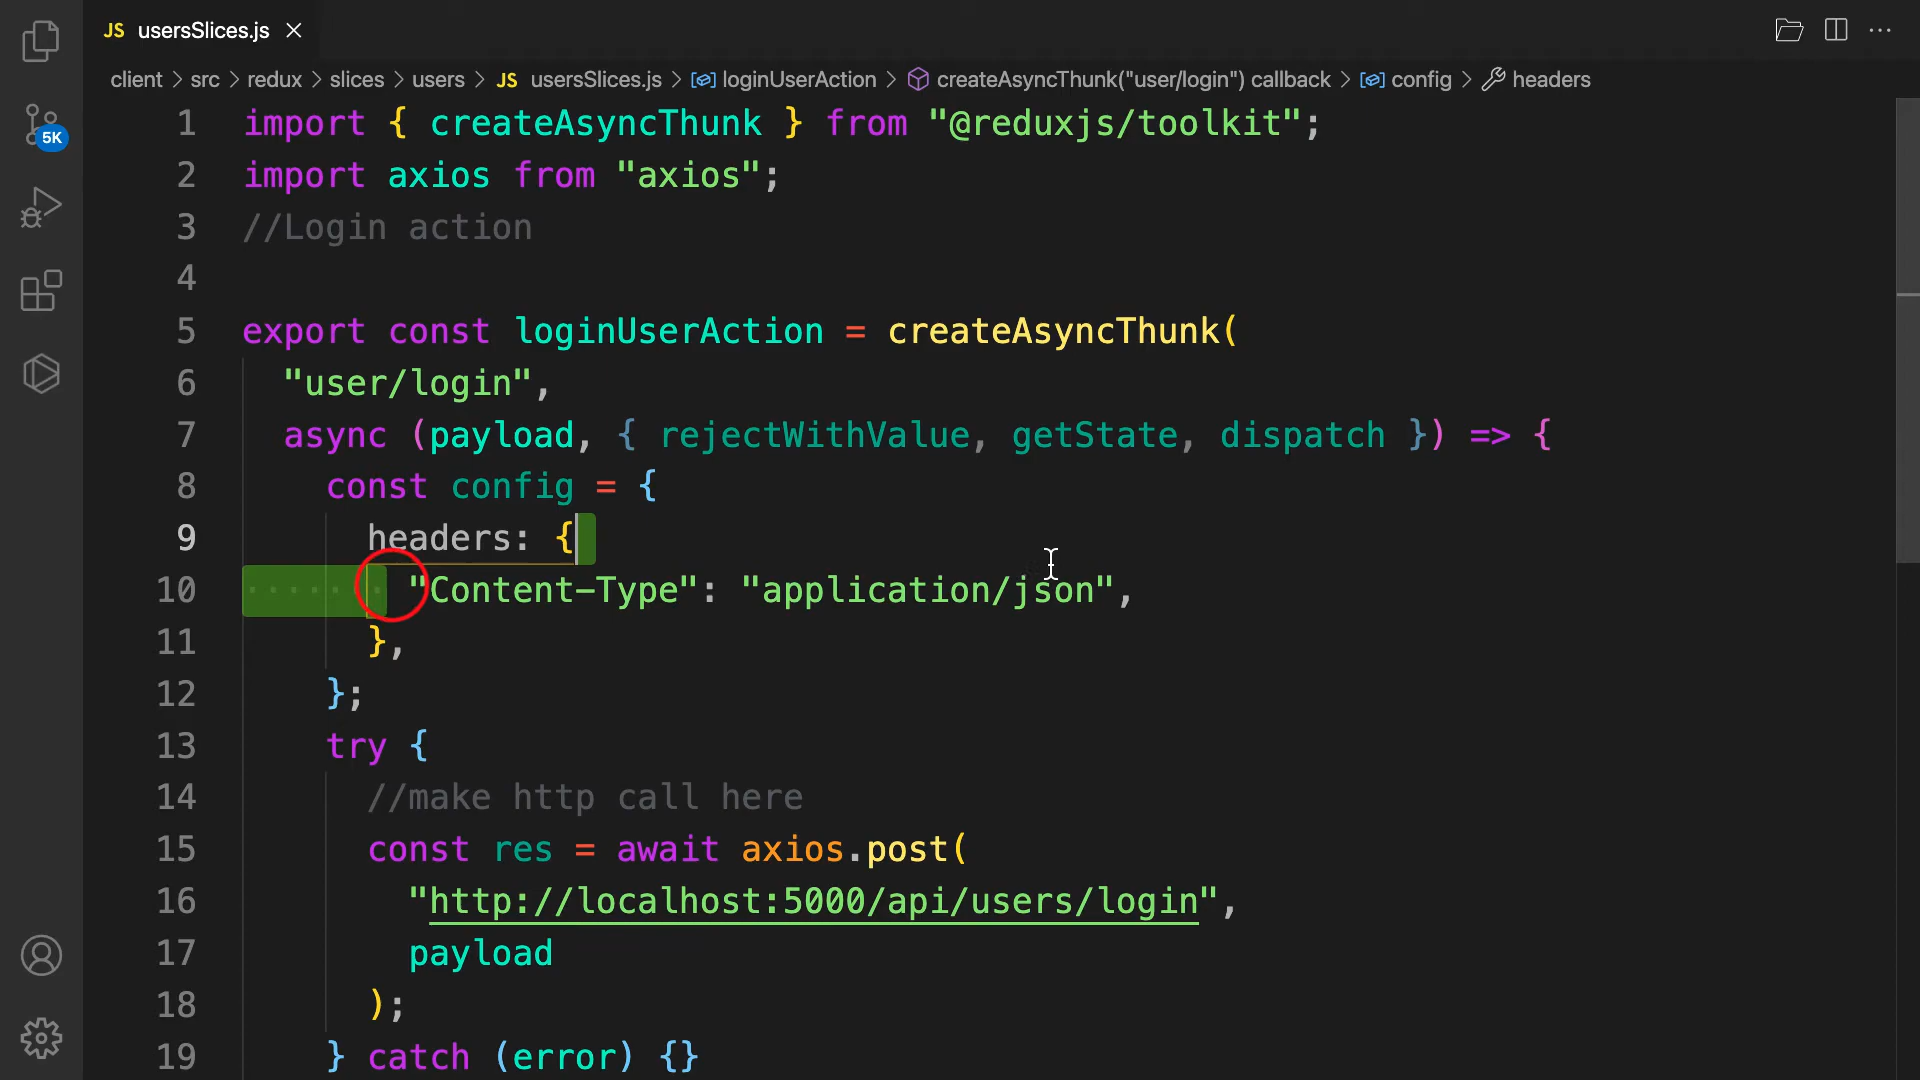 JS usersSlices.js
client > src > redux > slices > users > JS usersSlices.js > loginUserAction > createAsyncThunk("user/login") callback > config > headers
5K
1 import { createAsyncThunk } from "@reduxjs/toolkit";
2 import axios from "axios";
3 //Login action
4
5 export const loginUserAction = createAsyncThunk(
6 "user/login",
7 async (payload, { rejectWithValue, getState, dispatch }) => {
8 const config = {
9 headers: {
10 "Content-Type": "application/json",
11 },
12 };
13 try {
14 //make http call here
15 const res = await axios.post(
16 "http://localhost:5000/api/users/login",
17 payload
18 );
19 } catch (error) {}